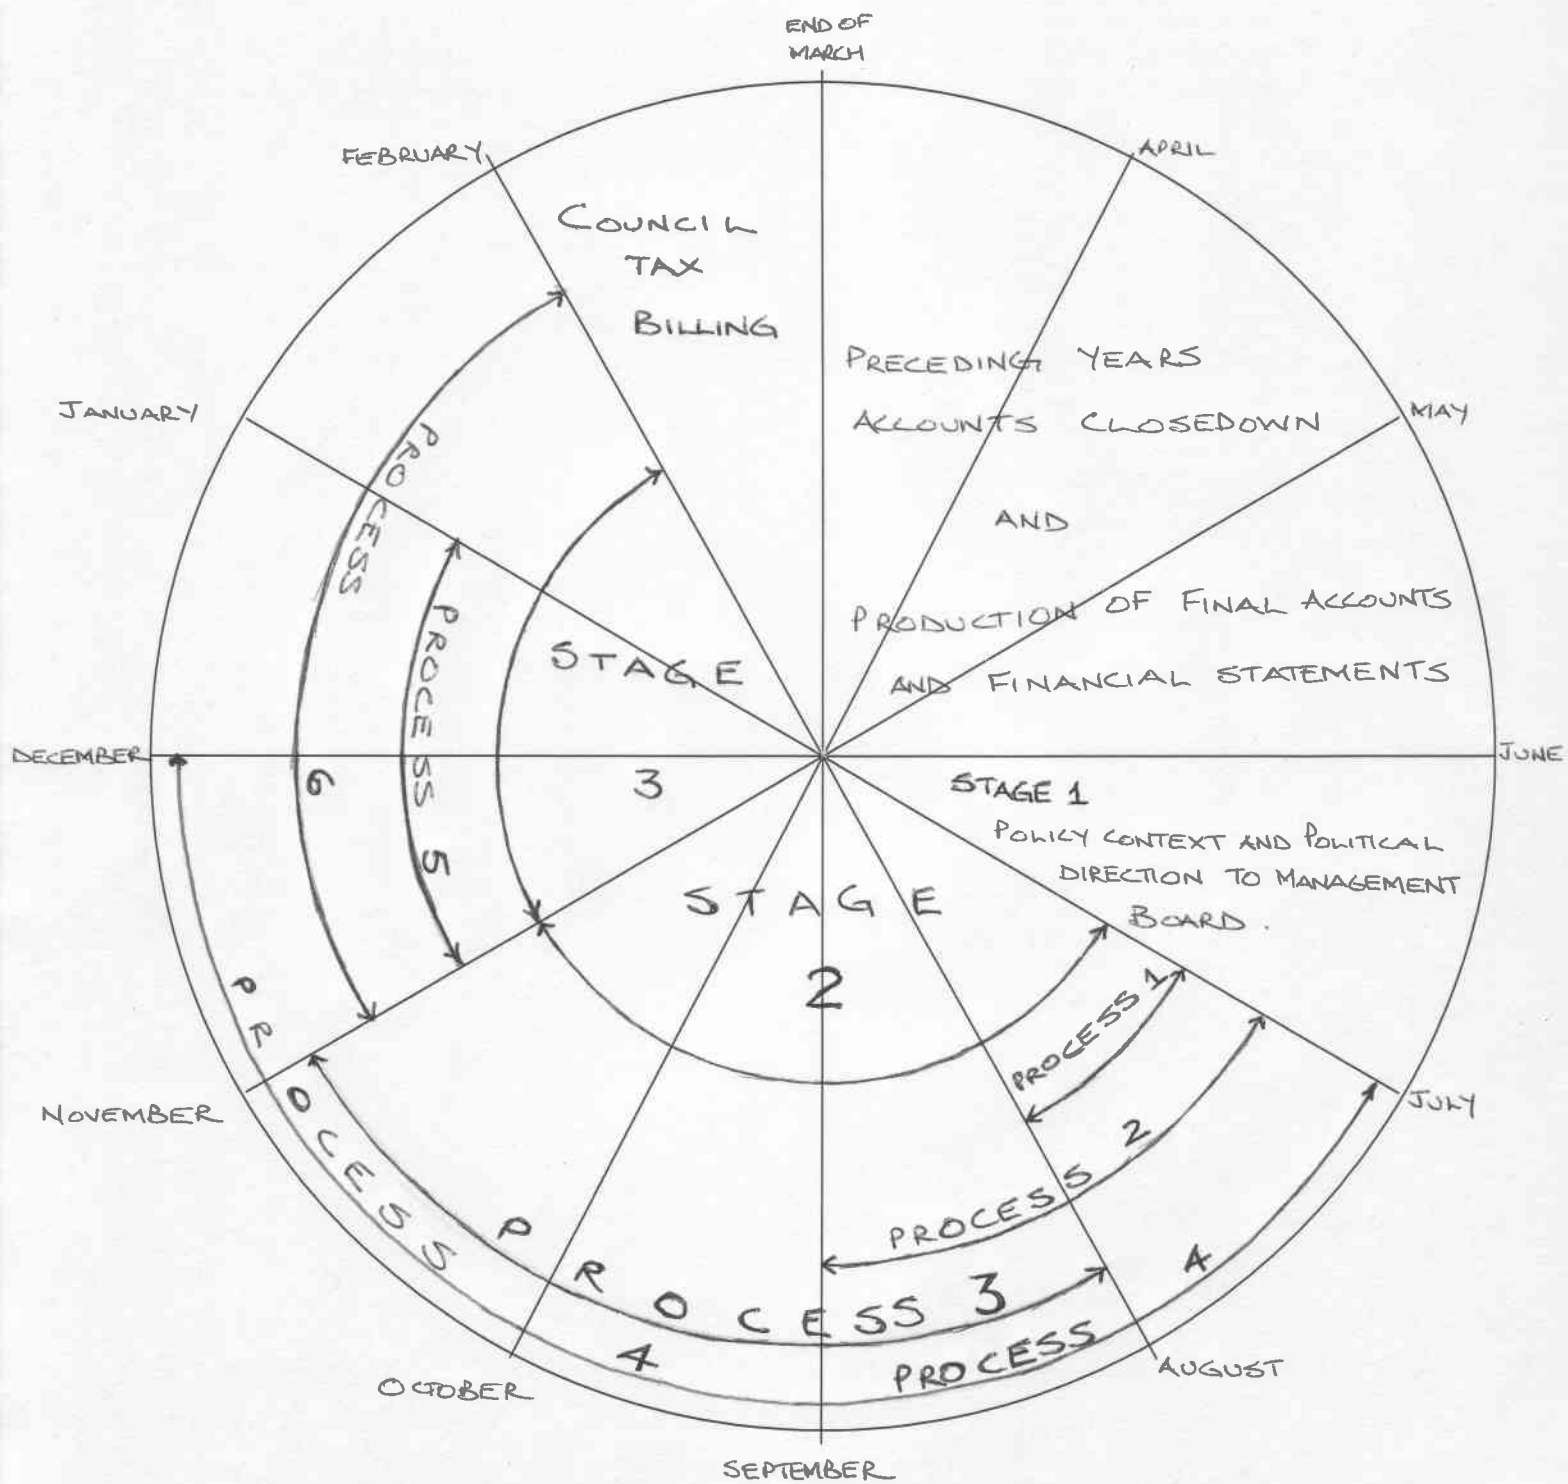 END OF
MARCH
FEBRUARY
APRIL
COUNCIL
TAX
BILLING
PRECEDING YEARS
ACCOUNTS CLOSEDOWN
AND
PRODUCTION OF FINAL ACCOUNTS
AND FINANCIAL STATEMENTS
JANUARY
MAY
PROCESS
6
PROCESS 5
STAGE
3
DECEMBER
JUNE
STAGE 1
POLICY CONTEXT AND POLITICAL
DIRECTION TO MANAGEMENT
BOARD.
STAGE
2
PROCESS 1
PROCESS 2
PROCESS 3
PROCESS 4
PROCESS
4
NOVEMBER
JULY
OCTOBER
AUGUST
SEPTEMBER